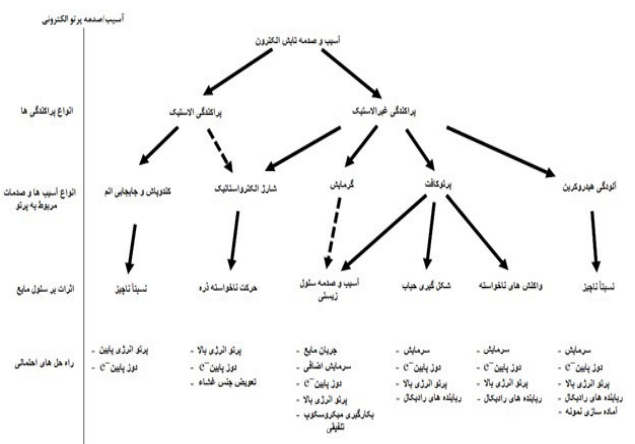 آسیب/صدمه پرتو الکترونی
آسیب و صدمه تابش الکترون
انواع پراکندگی ها
پراکندگی غیرالاستیک
پراکندگی الاستیک
انواع آسیب ها و صدمات
مربوط به پرتو
آلودگی هیدروکربن
پرتوکافت
گرمایش
شارژ الکترواستاتیک
کندوپاش و جابجایی اتم
اثرات بر سلول مایع
نسبتاً ناچیز
واکنش های ناخواسته
شکل گیری حباب
آسیب و صدمه سلول
زیستی
حرکت ناخواسته ذره
نسبتاً ناچیز
راه حل های احتمالی
- پرتو انرژی پایین
- دوز پایین e⁻
- پرتو انرژی بالا
- دوز پایین e⁻
- تعویض جنس غشاء
- جریان مایع
- سرمایش اضافی
- دوز پایین e⁻
- پرتو انرژی بالا
- بکارگیری میکروسکوپ
تلفیقی
- سرمایش
- دوز پایین e⁻
- پرتو انرژی بالا
- رباینده های رادیکال
- سرمایش
- دوز پایین e⁻
- پرتو انرژی بالا
- رباینده های رادیکال
- سرمایش
- دوز پایین e⁻
- پرتو انرژی بالا
- رباینده های رادیکال
- آماده سازی نمونه